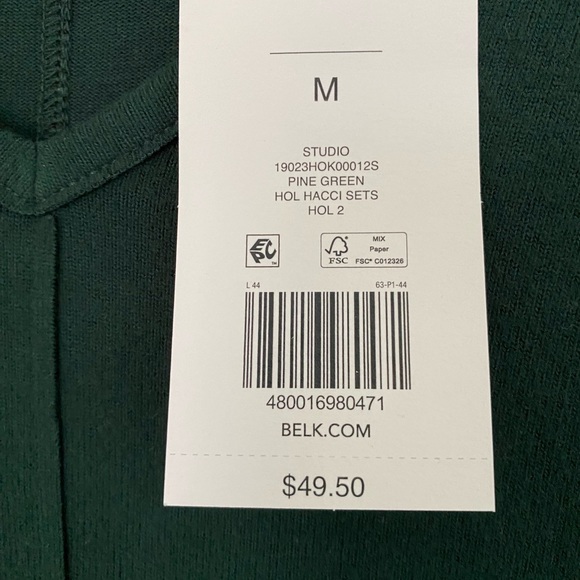 M
STUDIO
19023HOK00012S
PINE GREEN
HOL HACCI SETS
HOL 2
EPC™
FSC
MIX
Paper
FSC® C012326
L 44
63-P1-44
480016980471
BELK.COM
$49.50